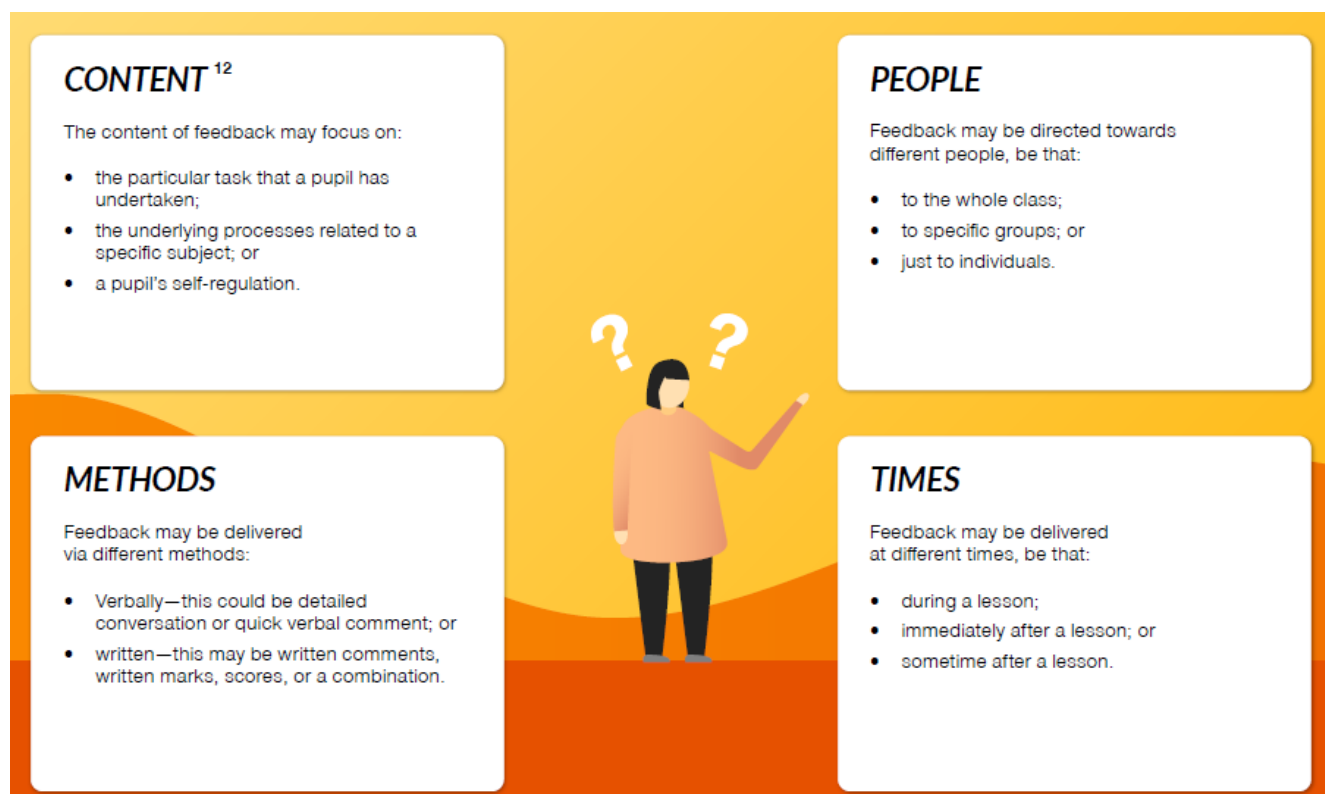 CONTENT 12
The content of feedback may focus on:
• the particular task that a pupil has
undertaken;
• the underlying processes related to a
specific subject; or
• a pupil's self-regulation.
PEOPLE
Feedback may be directed towards
different people, be that:
• to the whole class;
• to specific groups; or
• just to individuals.
? ?
METHODS
Feedback may be delivered
via different methods:
• Verbally—this could be detailed
conversation or quick verbal comment; or
• written—this may be written comments,
written marks, scores, or a combination.
TIMES
Feedback may be delivered
at different times, be that:
• during a lesson;
• immediately after a lesson; or
• sometime after a lesson.